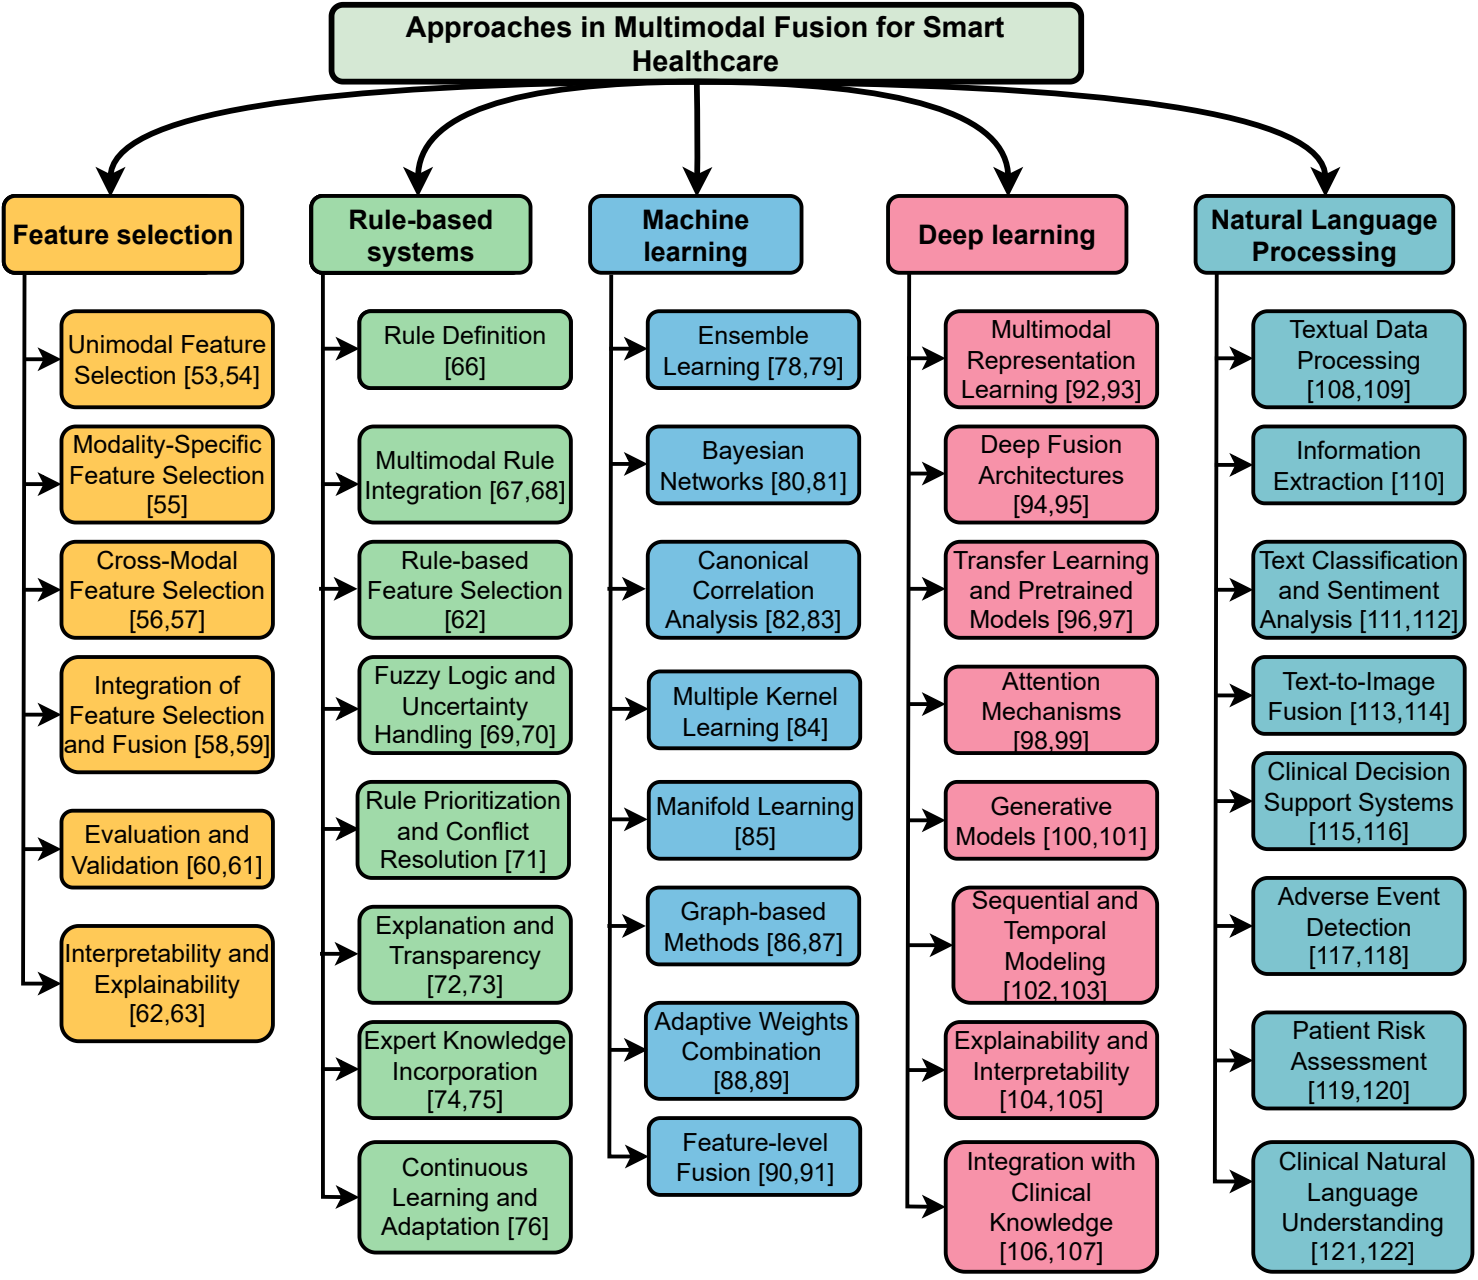 Approaches in Multimodal Fusion for Smart
Healthcare
Feature selection
Unimodal Feature
Selection [53,54]
Modality-Specific
Feature Selection
[55]
Cross-Modal
Feature Selection
[56,57]
Integration of
Feature Selection
and Fusion [58,59]
Evaluation and
Validation [60,61]
Interpretability and
Explainability
[62,63]
Rule-based
systems
Rule Definition
[66]
Multimodal Rule
Integration [67,68]
Rule-based
Feature Selection
[62]
Fuzzy Logic and
Uncertainty
Handling [69,70]
Rule Prioritization
and Conflict
Resolution [71]
Explanation and
Transparency
[72,73]
Expert Knowledge
Incorporation
[74,75]
Continuous
Learning and
Adaptation [76]
Machine
learning
Ensemble
Learning [78,79]
Bayesian
Networks [80,81]
Canonical
Correlation
Analysis [82,83]
Multiple Kernel
Learning [84]
Manifold Learning
[85]
Graph-based
Methods [86,87]
Adaptive Weights
Combination
[88,89]
Feature-level
Fusion [90,91]
Deep learning
Multimodal
Representation
Learning [92,93]
Deep Fusion
Architectures
[94,95]
Transfer Learning
and Pretrained
Models [96,97]
Attention
Mechanisms
[98,99]
Generative
Models [100,101]
Sequential and
Temporal
Modeling
[102,103]
Explainability and
Interpretability
[104,105]
Integration with
Clinical
Knowledge
[106,107]
Natural Language
Processing
Textual Data
Processing
[108,109]
Information
Extraction [110]
Text Classification
and Sentiment
Analysis [111,112]
Text-to-Image
Fusion [113,114]
Clinical Decision
Support Systems
[115,116]
Adverse Event
Detection
[117,118]
Patient Risk
Assessment
[119,120]
Clinical Natural
Language
Understanding
[121,122]